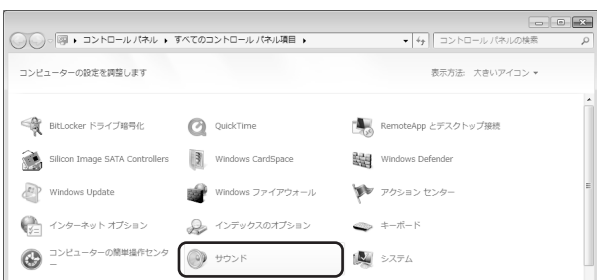 コントロール パネル ▸ すべてのコントロール パネル項目 ▸
コントロール パネルの検索
コンピューターの設定を調整します
表示方法: 大きいアイコン
BitLocker ドライブ暗号化
QuickTime
RemoteApp とデスクトップ接続
Silicon Image SATA Controllers
Windows CardSpace
Windows Defender
Windows Update
Windows ファイアウォール
アクション センター
インターネット オプション
インデックスのオプション
キーボード
コンピューターの簡単操作センタ
ー
サウンド
システム